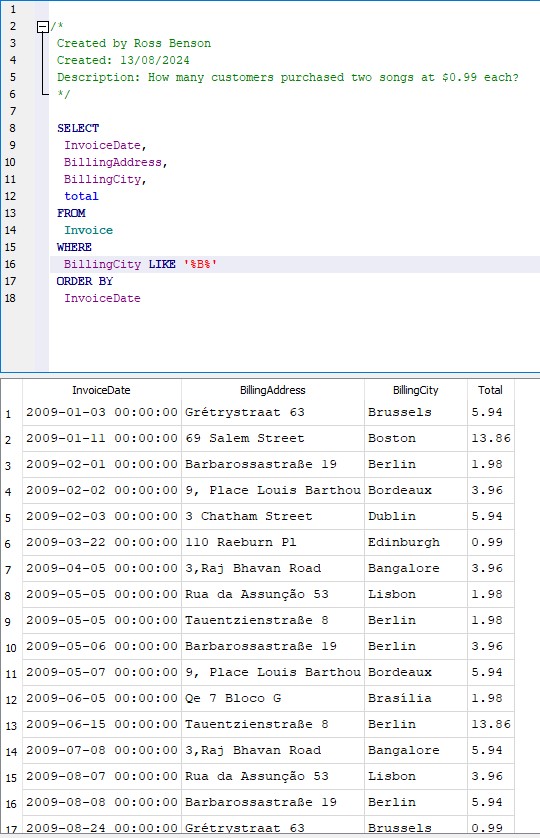 1
2 /*
3 Created by Ross Benson
4 Created: 13/08/2024
5 Description: How many customers purchased two songs at $0.99 each?
6 */
7
8 SELECT
9 InvoiceDate,
10 BillingAddress,
11 BillingCity,
12 total
13 FROM
14 Invoice
15 WHERE
16 BillingCity LIKE '%B%'
17 ORDER BY
18 InvoiceDate
InvoiceDate BillingAddress BillingCity Total
1 2009-01-03 00:00:00 Grétrystraat 63 Brussels 5.94
2 2009-01-11 00:00:00 69 Salem Street Boston 13.86
3 2009-02-01 00:00:00 Barbarossastraße 19 Berlin 1.98
4 2009-02-02 00:00:00 9, Place Louis Barthou Bordeaux 3.96
5 2009-02-03 00:00:00 3 Chatham Street Dublin 5.94
6 2009-03-22 00:00:00 110 Raeburn Pl Edinburgh 0.99
7 2009-04-05 00:00:00 3,Raj Bhavan Road Bangalore 3.96
8 2009-05-05 00:00:00 Rua da Assunção 53 Lisbon 1.98
9 2009-05-05 00:00:00 Tauentzienstraße 8 Berlin 1.98
10 2009-05-06 00:00:00 Barbarossastraße 19 Berlin 3.96
11 2009-05-07 00:00:00 9, Place Louis Barthou Bordeaux 5.94
12 2009-06-05 00:00:00 Qe 7 Bloco G Brasília 1.98
13 2009-06-15 00:00:00 Tauentzienstraße 8 Berlin 13.86
14 2009-07-08 00:00:00 3,Raj Bhavan Road Bangalore 5.94
15 2009-08-07 00:00:00 Rua da Assunção 53 Lisbon 3.96
16 2009-08-08 00:00:00 Barbarossastraße 19 Berlin 5.94
17 2009-08-24 00:00:00 Grétrystraat 63 Brussels 0.99